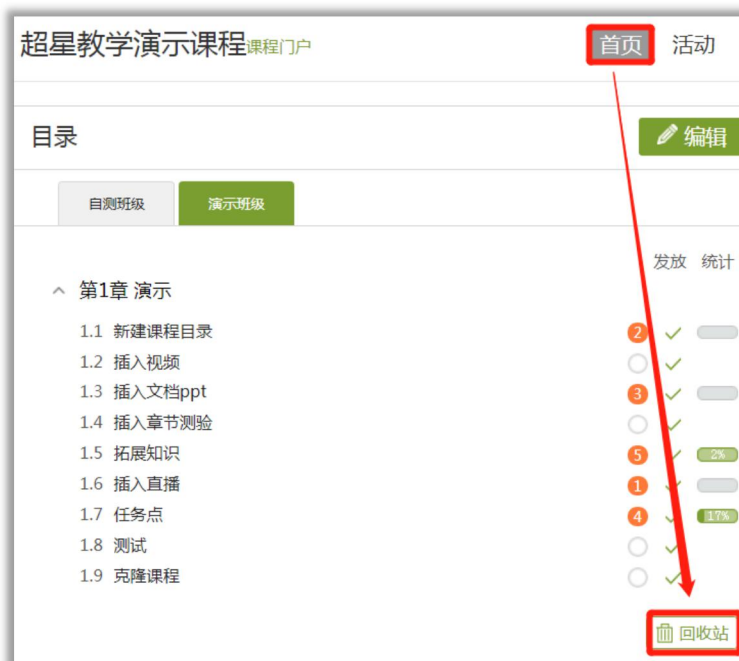 超星教学演示课程课程门户 首页 活动
目录 编辑
自测班级 演示班级
发放 统计
第1章 演示
1.1 新建课程目录 2
1.2 插入视频
1.3 插入文档ppt 3
1.4 插入章节测验
1.5 拓展知识 5 2%
1.6 插入直播 1
1.7 任务点 4 17%
1.8 测试
1.9 克隆课程
回收站